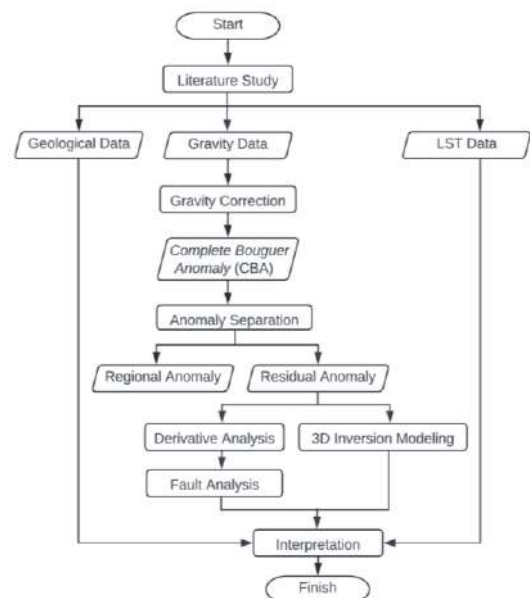 Start
Literature Study
Geological Data
Gravity Data
LST Data
Gravity Correction
Complete Bouguer
Anomaly (CBA)
Anomaly Separation
Regional Anomaly
Residual Anomaly
Derivative Analysis
3D Inversion Modeling
Fault Analysis
Interpretation
Finish